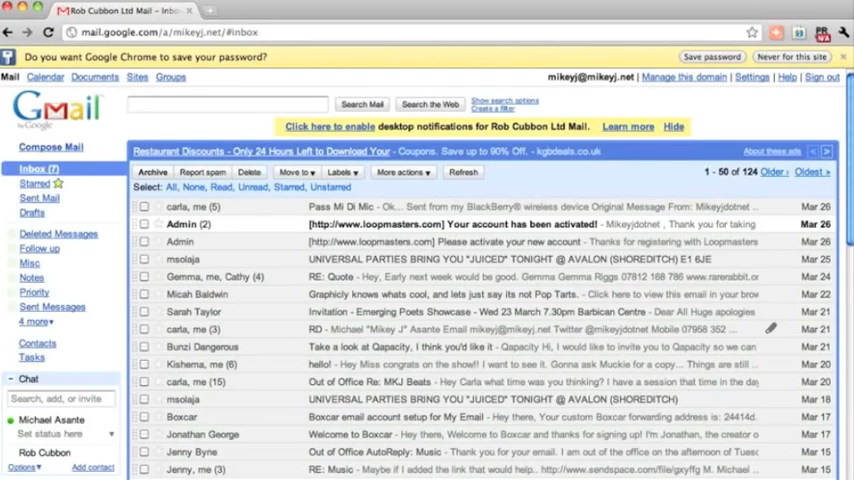 Rob Cubbon Ltd Mail - Inbo
mail.google.com/a/mikeyj.net/#inbox
Do you want Google Chrome to save your password? Save password Never for this site
Mail Calendar Documents Sites Groups mikeyj@mikeyj.net | Manage this domain | Settings | Help | Sign out
Gmail by Google Search Mail Search the Web Show search options
Create a filter
Click here to enable desktop notifications for Rob Cubbon Ltd Mail. Learn more Hide
Compose Mail
Inbox (7)
Starred
Sent Mail
Drafts
Deleted Messages
Follow up
Misc
Notes
Priority
Sent Messages
4 more▾
Contacts
Tasks
Chat
Search, add, or invite
Michael Asante
Set status here
Rob Cubbon
Options▾ Add contact
Restaurant Discounts - Only 24 Hours Left to Download Your - Coupons. Save up to 90% Off. - kgbdeals.co.uk About these ads < >
Archive Report spam Delete Move to▾ Labels▾ More actions▾ Refresh 1 - 50 of 124 Older › Oldest »
Select: All, None, Read, Unread, Starred, Unstarred
carla, me (5) Pass Mi Di Mic - Ok... Sent from my BlackBerry® wireless device Original Message From: Mikeyjdotnet ... Mar 26
Admin (2) [http://www.loopmasters.com] Your account has been activated! - Mikeyjdotnet , Thank you for taking Mar 26
Admin [http://www.loopmasters.com] Please activate your new account - Thanks for registering with Loopmasters Mar 26
msolaja UNIVERSAL PARTIES BRING YOU "JUICED" TONIGHT @ AVALON (SHOREDITCH) E1 6JE Mar 25
Gemma, me, Cathy (4) RE: Quote - Hey, Early next week would be good. Gemma Gemma Riggs 07812 168 786 www.rarerabbit.or Mar 24
Micah Baldwin Graphicly knows whats cool, and lets just say its not Pop Tarts. - Click here to view this email in your brow Mar 22
Sarah Taylor Invitation - Emerging Poets Showcase - Wed 23 March 7.30pm Barbican Centre - Dear All Huge apologies Mar 21
carla, me (3) RD - Michael "Mikey J" Asante Email mikeyj@mikeyj.net Twitter @mikeyjdotnet Mobile 07958 352 ... Mar 21
Bunzi Dangerous Take a look at Qapacity, I think you'd like it - Qapacity Hi, I would like to invite you to Qapacity so we can Mar 21
Kishema, me (6) hello! - Hey Miss congrats on the show!! I want to see it. Gonna ask Muckie for a copy... Things are still ... Mar 20
carla, me (15) Out of Office Re: MKJ Beats - Hey Carla what time was you thinking? I have a session that time in the day Mar 20
msolaja UNIVERSAL PARTIES BRING YOU "JUICED" TONIGHT @ AVALON (SHOREDITCH) Mar 18
Boxcar Boxcar email account setup for My Email - Hey there, Your custom Boxcar forwarding address is: 24414d. Mar 17
Jonathan George Welcome to Boxcar - Hey there, Welcome to Boxcar and thanks for signing up! I'm Jonathan, the creator o Mar 17
Jenny Byrne Out of Office AutoReply: Music - Thank you for your email. I am out of the office on Wednesday Mar 15
Jenny, me (3) RE: Music - Maybe if I added the link that would help.. http://www.sendspace.com/file/gxyffg M. Michael ... Mar 15